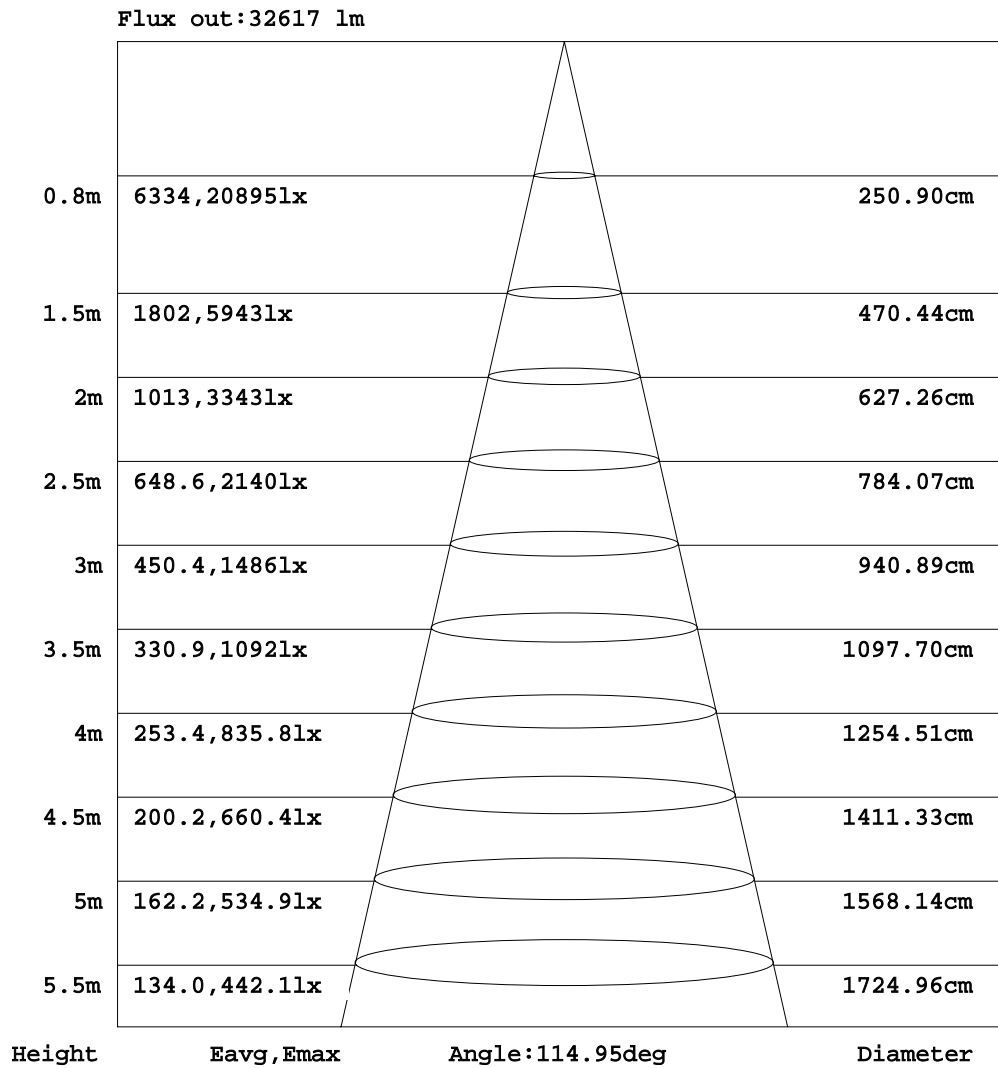 Flux out:32617 lm
0.8m 6334,20895lx 250.90cm
1.5m 1802,5943lx 470.44cm
2m 1013,3343lx 627.26cm
2.5m 648.6,2140lx 784.07cm
3m 450.4,1486lx 940.89cm
3.5m 330.9,1092lx 1097.70cm
4m 253.4,835.8lx 1254.51cm
4.5m 200.2,660.4lx 1411.33cm
5m 162.2,534.9lx 1568.14cm
5.5m 134.0,442.1lx 1724.96cm
Height Eavg,Emax Angle:114.95deg Diameter